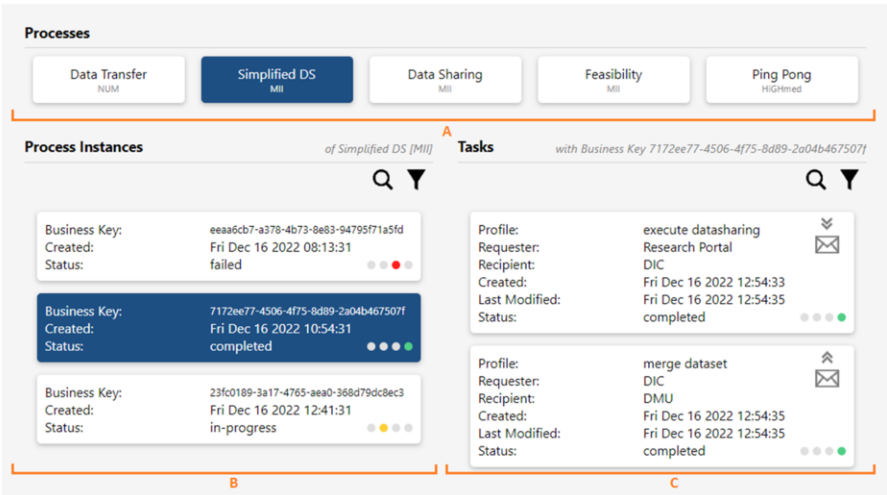 Processes
Data Transfer
NUM
Simplified DS
MII
Data Sharing
MII
Feasibility
MII
Ping Pong
HiGHmed
A
Process Instances
of Simplified DS [MII]
Business Key: eeaa6cb7-a378-4b73-8e83-94795f71a5fd
Created: Fri Dec 16 2022 08:13:31
Status: failed
Business Key: 7172ee77-4506-4f75-8d89-2a04b467507f
Created: Fri Dec 16 2022 10:54:31
Status: completed
Business Key: 23fc0189-3a17-4765-aea0-368d79dc8ec3
Created: Fri Dec 16 2022 12:41:31
Status: in-progress
B
Tasks
with Business Key 7172ee77-4506-4f75-8d89-2a04b467507f
Profile: execute datasharing
Requester: Research Portal
Recipient: DIC
Created: Fri Dec 16 2022 12:54:33
Last Modified: Fri Dec 16 2022 12:54:35
Status: completed
Profile: merge dataset
Requester: DIC
Recipient: DMU
Created: Fri Dec 16 2022 12:54:35
Last Modified: Fri Dec 16 2022 12:54:35
Status: completed
C